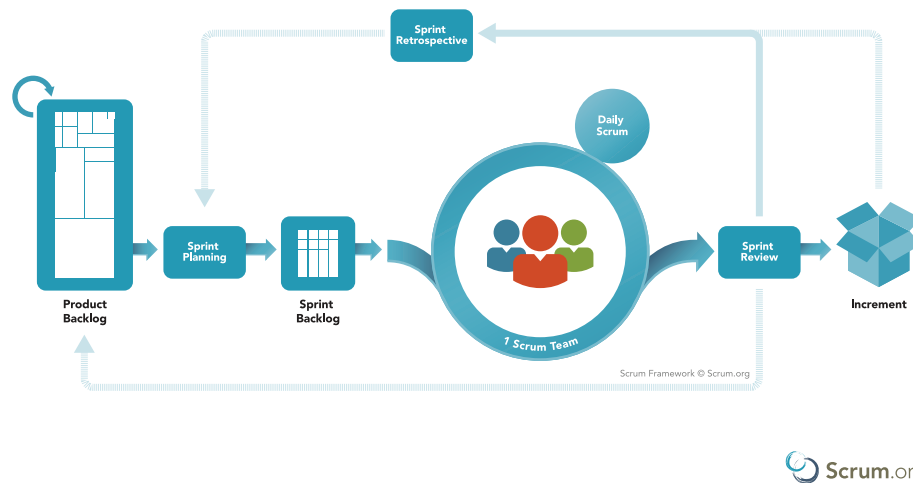 Sprint
Retrospective
Daily
Scrum
Sprint
Planning
Sprint
Review
Product
Backlog
Sprint
Backlog
Increment
1 Scrum Team
Scrum Framework © Scrum.org
Scrum.or